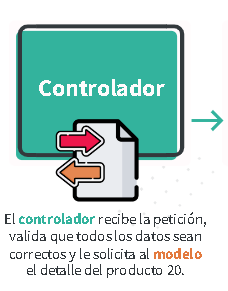 Controlador
El controlador recibe la petición,
valida que todos los datos sean
correctos y le solicita al modelo
el detalle del producto 20.